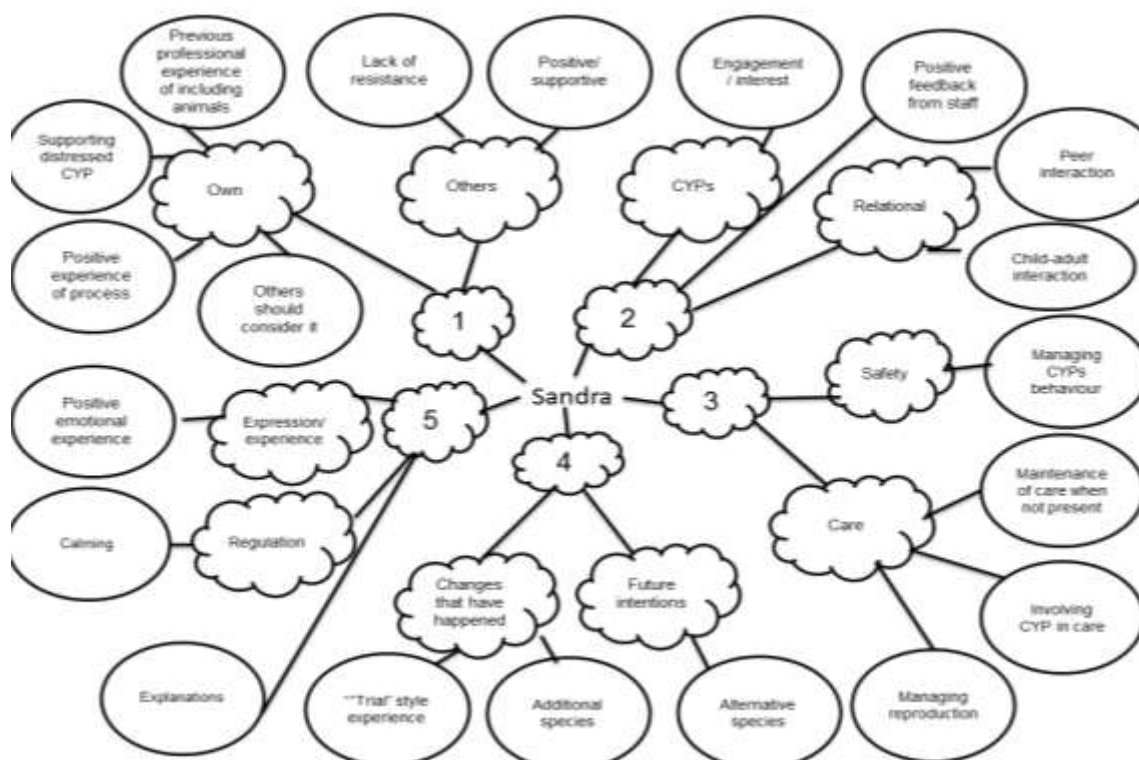 Previous
professional
experience
of including
animals
Lack of
resistance
Positive/
supportive
Engagement
/ interest
Positive
feedback
from staff
Supporting
distressed
CYP
Own
Others
CYPs
Relational
Peer
interaction
Positive
experience
of process
Others
should
consider it
Child-adult
interaction
1
2
Sandra
3
Safety
Managing
CYPs
behaviour
Positive
emotional
experience
Expression/
experience
5
4
Maintenance
of care when
not present
Care
Calming
Regulation
Changes
that have
happened
Future
intentions
Involving
CYP in care
Explanations
""Trial" style
experience
Additional
species
Alternative
species
Managing
reproduction